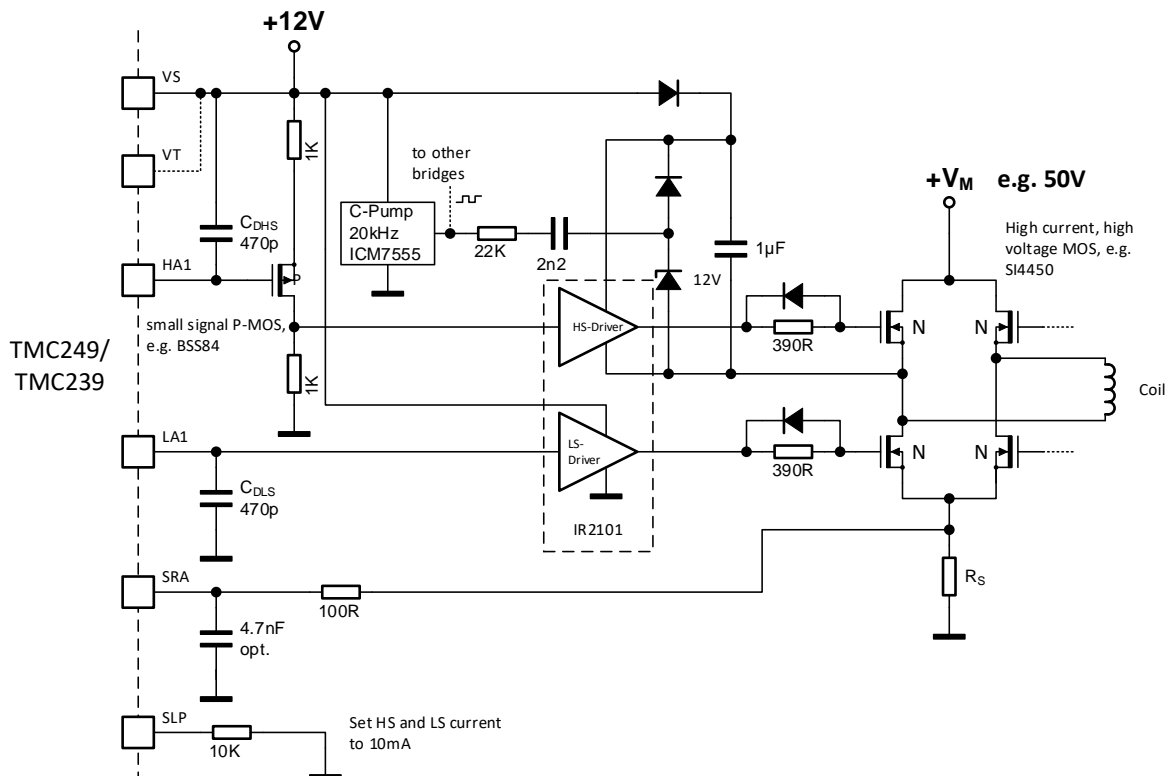 +12V
VS
VT
1K
to other
bridges
C-Pump
20kHz
ICM7555
22K
2n2
1µF
12V
+VM e.g. 50V
High current, high
voltage MOS, e.g.
SI4450
CDHS
470p
HA1
P
small signal P-MOS,
e.g. BSS84
HS-Driver
390R
N
N
TMC249/
TMC239
1K
Coil
LA1
LS-
Driver
390R
N
N
CDLS
470p
IR2101
SRA
100R
RS
4.7nF
opt.
SLP
10K
Set HS and LS current
to 10mA